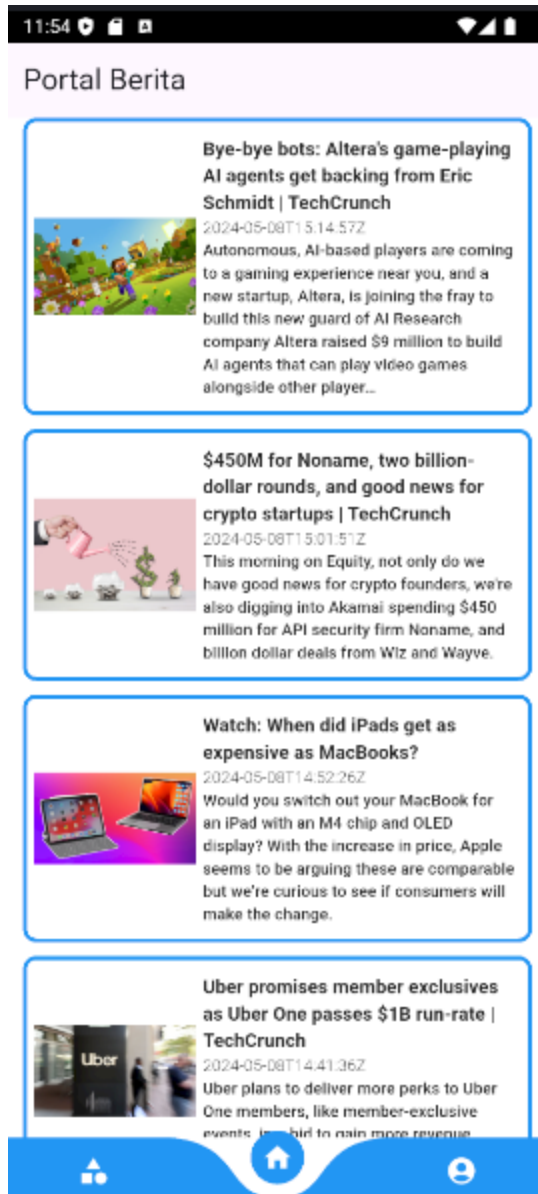 11:54
Portal Berita
Bye-bye bots: Altera's game-playing
AI agents get backing from Eric
Schmidt | TechCrunch
2024-05-08T15:14:57Z
Autonomous, AI-based players are coming
to a gaming experience near you, and a
new startup, Altera, is joining the fray to
build this new guard of AI Research
company Altera raised $9 million to build
AI agents that can play video games
alongside other player…
$450M for Noname, two billion-
dollar rounds, and good news for
crypto startups | TechCrunch
2024-05-08T15:01:51Z
This morning on Equity, not only do we
have good news for crypto founders, we're
also digging into Akamai spending $450
million for API security firm Noname, and
billion dollar deals from Wiz and Wayve.
Watch: When did iPads get as
expensive as MacBooks?
2024-05-08T14:52:26Z
Would you switch out your MacBook for
an iPad with an M4 chip and OLED
display? With the increase in price, Apple
seems to be arguing these are comparable
but we're curious to see if consumers will
make the change.
Uber promises member exclusives
as Uber One passes $1B run-rate |
TechCrunch
2024-05-08T14:41:36Z
Uber
Uber plans to deliver more perks to Uber
One members, like member-exclusive
events, in a bid to gain more revenue